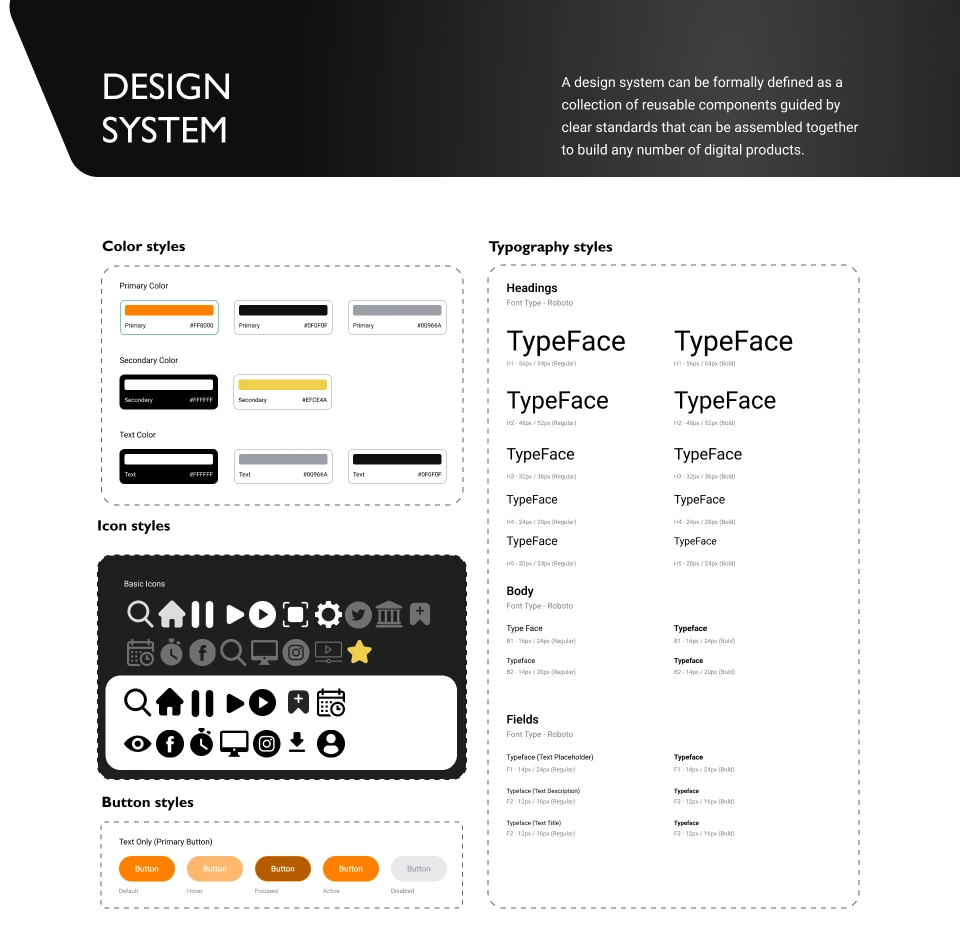 DESIGN
SYSTEM
A design system can be formally defined as a
collection of reusable components guided by
clear standards that can be assembled together
to build any number of digital products.
Color styles
Primary Color
Primary #FF8000
Primary #0F0F0F
Primary #00966A
Secondary Color
Secondary #FFFFFF
Secondary #EFCE4A
Text Color
Text #FFFFFF
Text #00966A
Text #0F0F0F
Icon styles
Basic Icons
Button styles
Text Only (Primary Button)
Button
Button
Button
Button
Button
Default
Hover
Focused
Active
Disabled
Typography styles
Headings
Font Type - Roboto
TypeFace
TypeFace
H1 - 56px / 64px (Regular)
H1 - 56px / 64px (Bold)
TypeFace
TypeFace
H2 - 48px / 52px (Regular)
H2 - 48px / 52px (Bold)
TypeFace
TypeFace
H3 - 32px / 36px (Regular)
H3 - 32px / 36px (Bold)
TypeFace
TypeFace
H4 - 24px / 28px (Regular)
H4 - 24px / 28px (Bold)
TypeFace
TypeFace
H5 - 20px / 24px (Regular)
H5 - 20px / 24px (Bold)
Body
Font Type - Roboto
Type Face
Typeface
B1 - 16px / 24px (Regular)
B1 - 16px / 24px (Bold)
Typeface
Typeface
B2 - 14px / 20px (Regular)
B2 - 14px / 20px (Bold)
Fields
Font Type - Roboto
Typeface (Text Placeholder)
Typeface
F1 - 14px / 24px (Regular)
F1 - 14px / 24px (Bold)
Typeface (Text Description)
Typeface
F2 - 12px / 16px (Regular)
F2 - 12px / 16px (Bold)
Typeface (Text Title)
Typeface
F2 - 12px / 16px (Regular)
F2 - 12px / 16px (Bold)